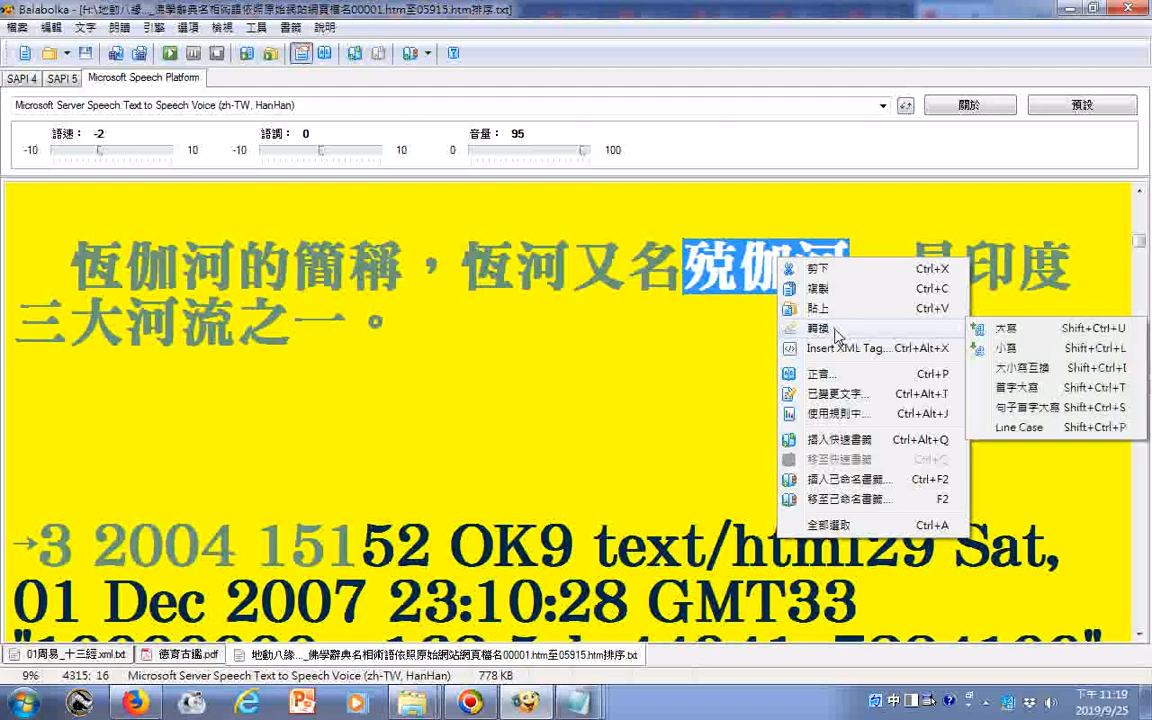 Balabolka - [H:\地動八緣..._佛學辭典名相術語依照原始網站網頁檔名00001.htm至05915.htm排序.txt]
檔案 編輯 文字 朗讀 引擎 選項 檢視 工具 書籤 說明
SAPI 4 SAPI 5 Microsoft Speech Platform
Microsoft Server Speech Text to Speech Voice (zh-TW, HanHan) 關於 預設
語速： -2 語調： 0 音量： 95
-10 10 -10 10 0 100
恆伽河的簡稱，恆河又名殑伽河 是印度
三大河流之一。
剪下 Ctrl+X
複製 Ctrl+C
貼上 Ctrl+V
轉換
Insert XML Tag... Ctrl+Alt+X
正音... Ctrl+P
已變更文字... Ctrl+Alt+T
使用規則中... Ctrl+Alt+J
插入快速書籤 Ctrl+Alt+Q
移至快速書籤 Ctrl+Q
插入已命名書籤... Ctrl+F2
移至已命名書籤... F2
全部選取 Ctrl+A
大寫 Shift+Ctrl+U
小寫 Shift+Ctrl+L
大小寫互換 Shift+Ctrl+I
首字大寫 Shift+Ctrl+T
句子首字大寫 Shift+Ctrl+S
Line Case Shift+Ctrl+P
→3 2004 15152 OK9 text/html29 Sat,
01 Dec 2007 23:10:28 GMT33
01周易_十三經.xml.txt 德育古鑑.pdf 地動八緣..._佛學辭典名相術語依照原始網站網頁檔名00001.htm至05915.htm排序.txt
9% 4315: 16 Microsoft Server Speech Text to Speech Voice (zh-TW, HanHan) 778 KB
中 下午 11:19
2019/9/25